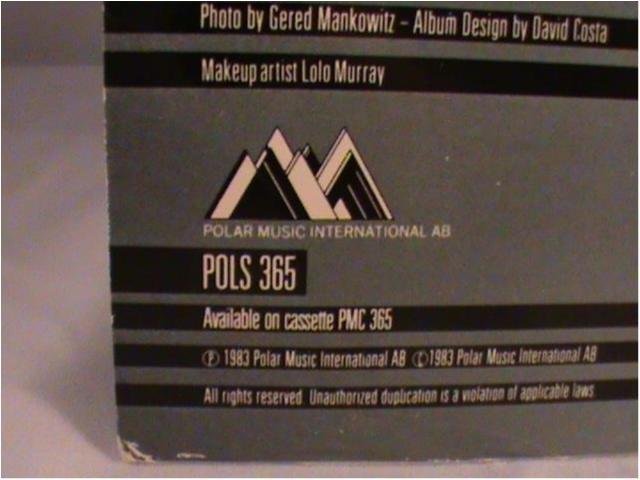 Photo by Gered Mankowitz – Album Design by David Costa
Makeup artist Lolo Murray
POLAR MUSIC INTERNATIONAL AB
POLS 365
Available on cassette PMC 365
Ⓟ 1983 Polar Music International AB Ⓒ 1983 Polar Music International AB
All rights reserved Unauthorized duplication is a violation of applicable laws